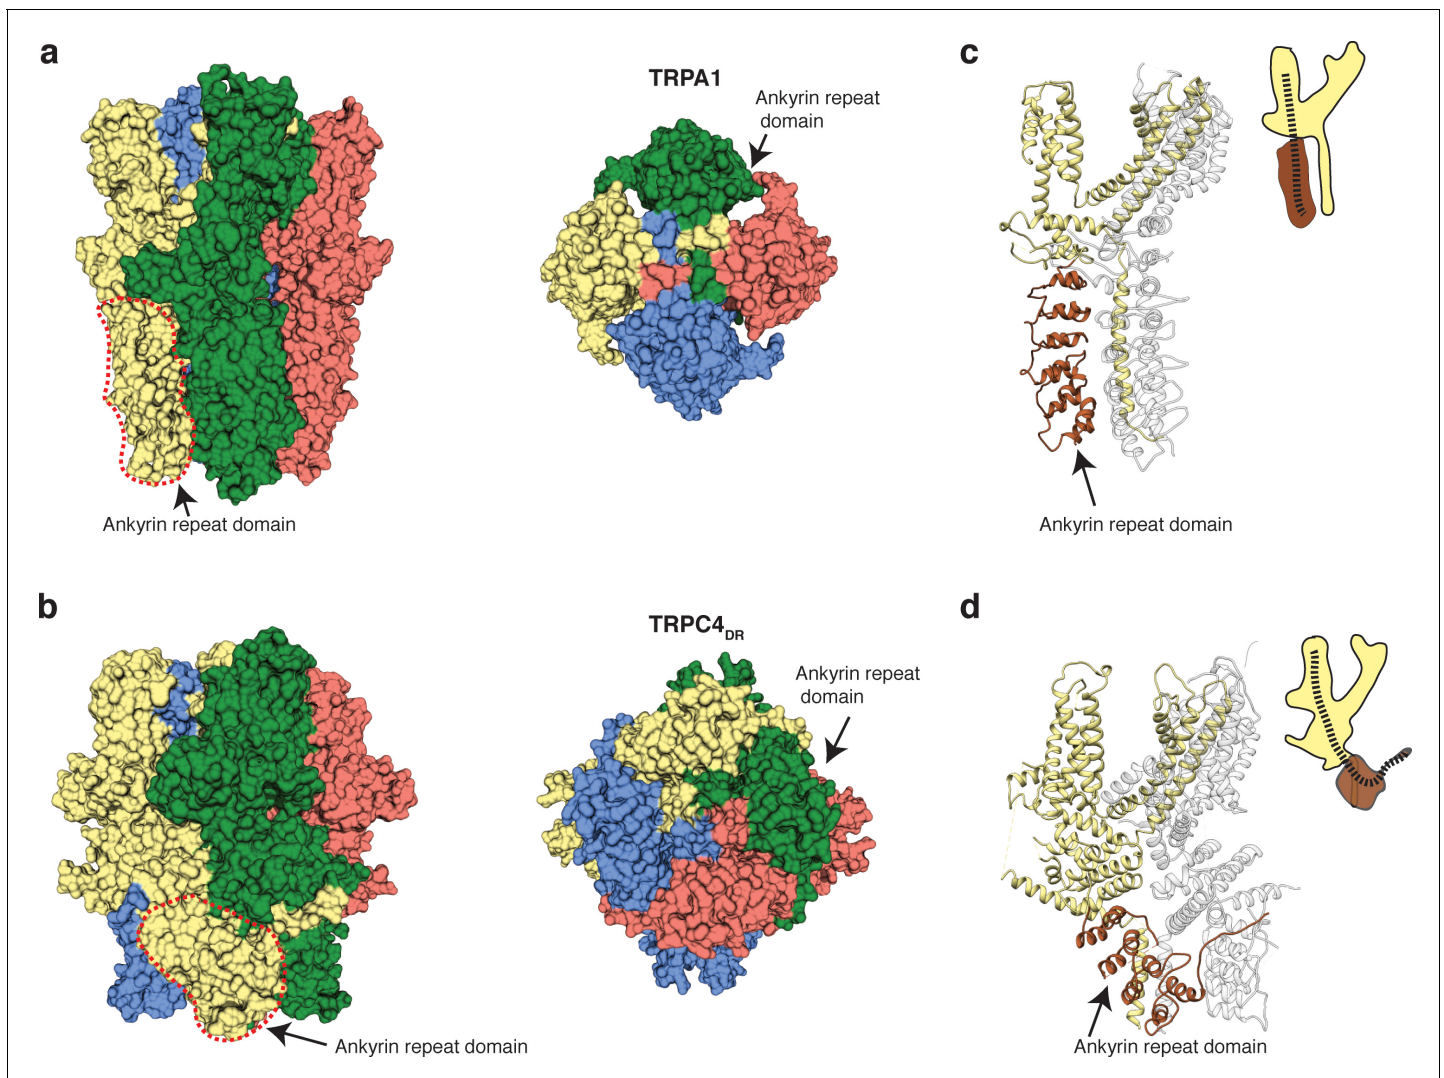 a
TRPA1
Ankyrin repeat
domain
Ankyrin repeat domain
c
Ankyrin repeat domain
b
TRPC4DR
Ankyrin repeat
domain
Ankyrin repeat domain
d
Ankyrin repeat domain